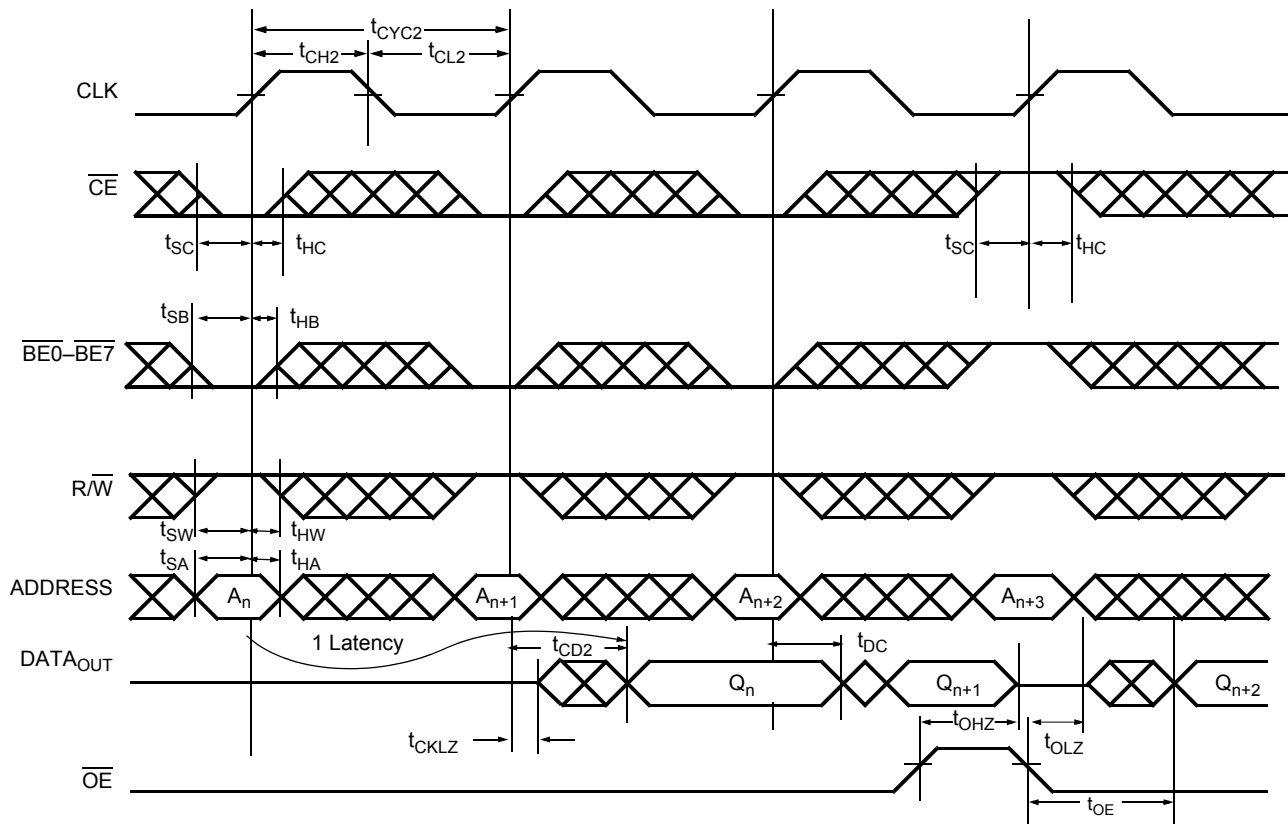 tCYC2
tCH2 tCL2
CLK
CE
tSC tHC tSC tHC
tSB tHB
BE0–BE7
R/W
tSW tHW
tSA tHA
ADDRESS An An+1 An+2 An+3
1 Latency tCD2 tDC
DATAOUT Qn Qn+1 Qn+2
tOHZ
tCKLZ tOLZ
OE
tOE